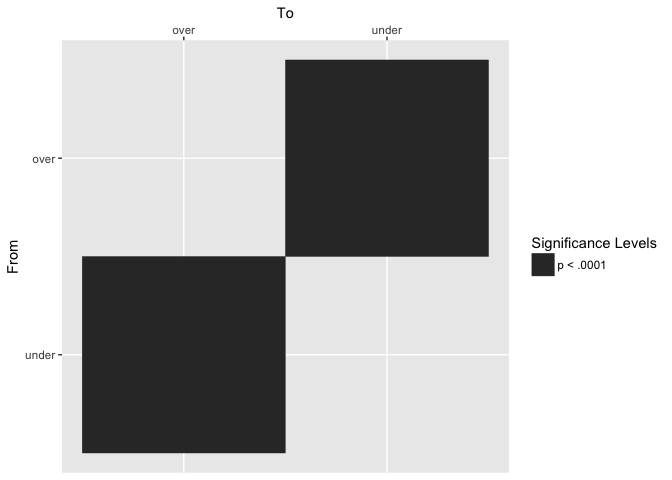 To
over under
over
From
under
Significance Levels
p < .0001